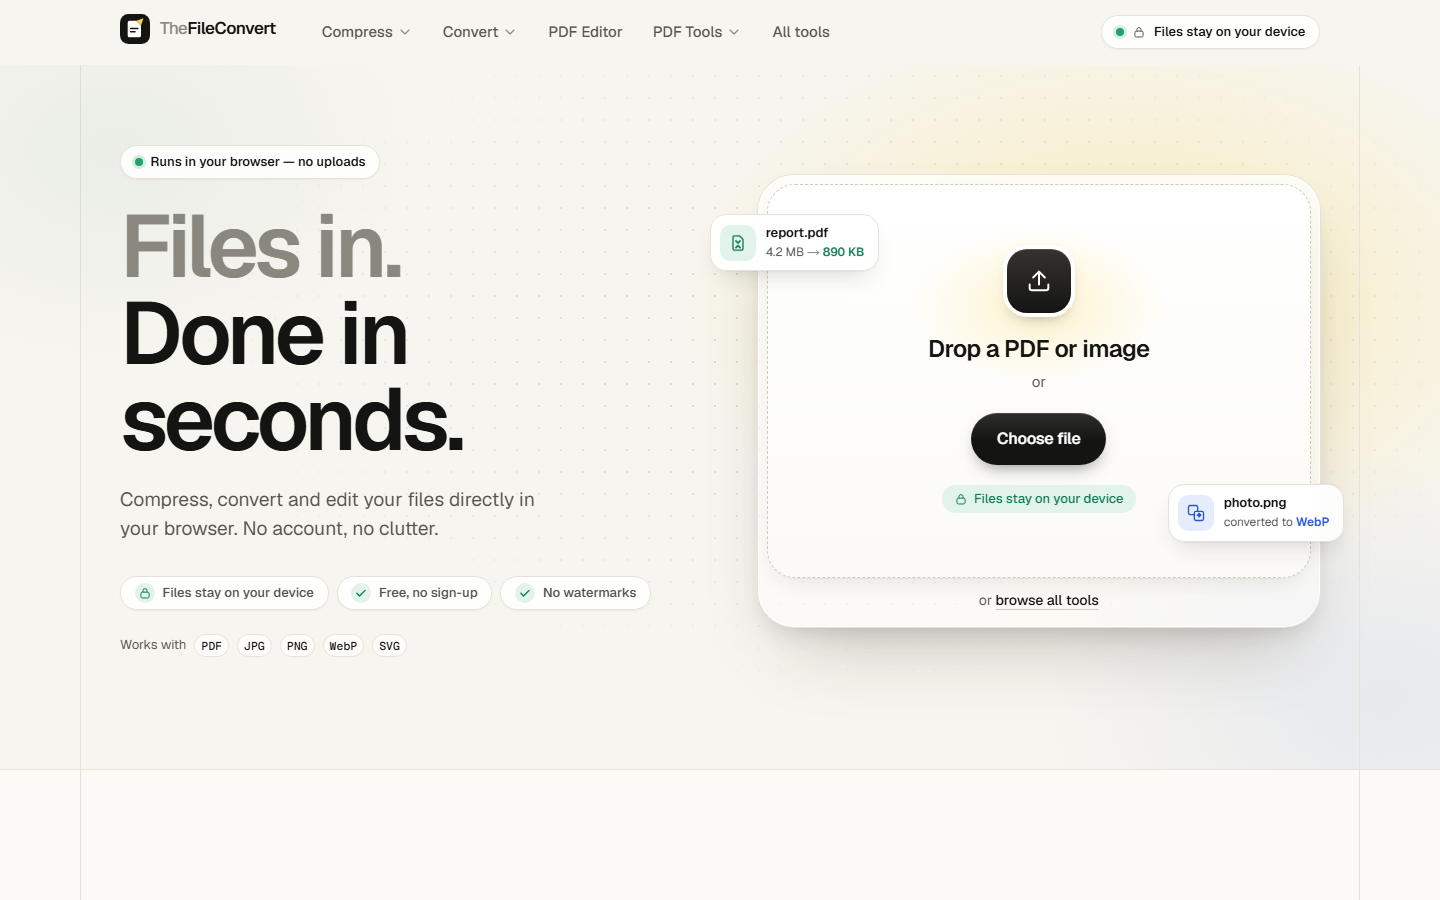 TheFileConvert
Compress
Convert
PDF Editor
PDF Tools
All tools
Files stay on your device
Runs in your browser — no uploads
Files in.
Done in
seconds.
Compress, convert and edit your files directly in
your browser. No account, no clutter.
Files stay on your device
Free, no sign-up
No watermarks
Works with
PDF
JPG
PNG
WebP
SVG
report.pdf
4.2 MB → 890 KB
Drop a PDF or image
or
Choose file
Files stay on your device
photo.png
converted to WebP
or browse all tools